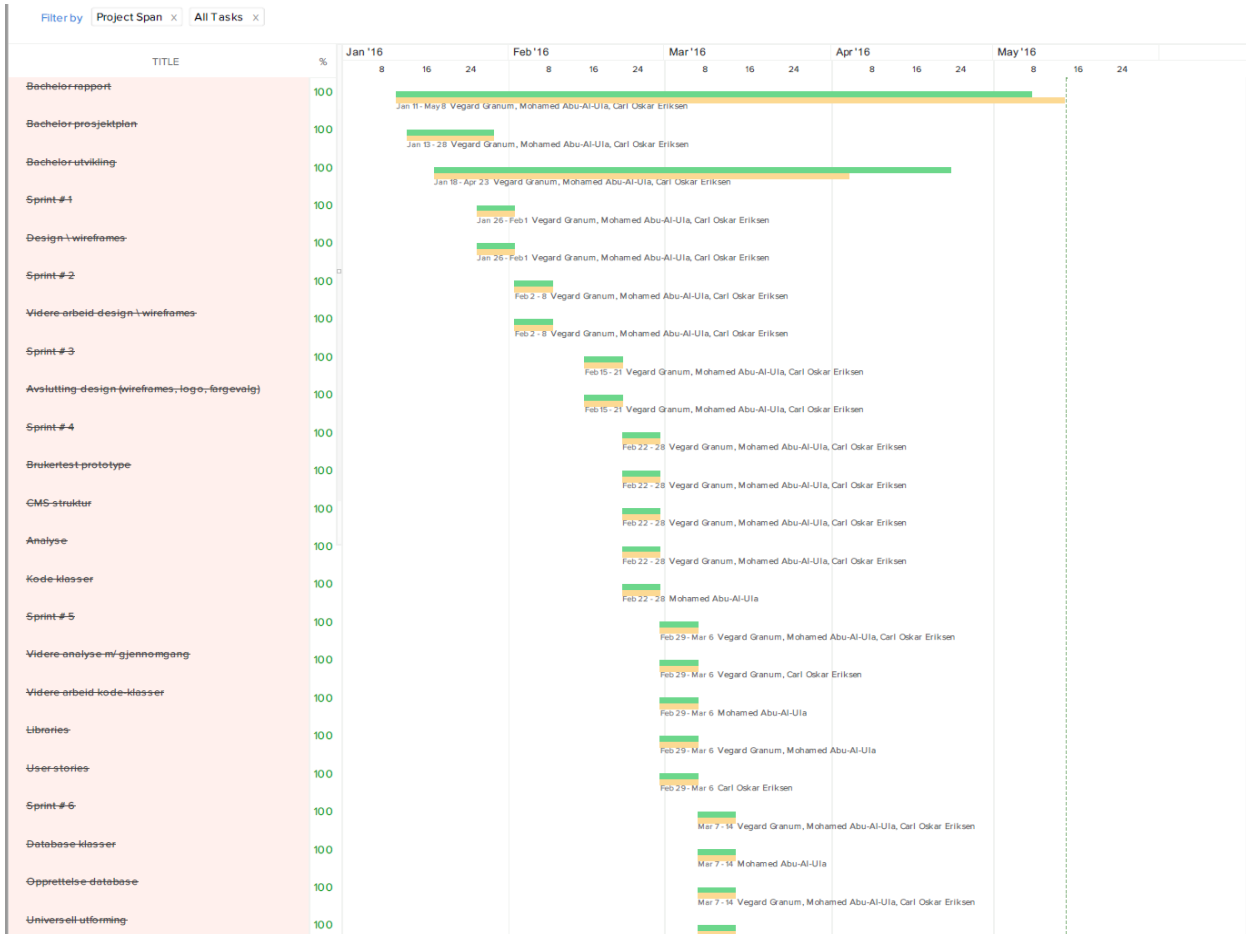 Filter by Project Span x All Tasks x
TITLE %
Jan '16 Feb '16 Mar '16 Apr '16 May '16
8 16 24 8 16 24 8 16 24 8 16 24 8 16 24
Bachelor rapport 100
Jan 11 - May 8 Vegard Granum, Mohamed Abu-Al-Ula, Carl Oskar Eriksen
Bachelor prosjektplan 100
Jan 13 - 28 Vegard Granum, Mohamed Abu-Al-Ula, Carl Oskar Eriksen
Bachelor utvikling 100
Jan 18 - Apr 23 Vegard Granum, Mohamed Abu-Al-Ula, Carl Oskar Eriksen
Sprint # 1 100
Jan 26 - Feb 1 Vegard Granum, Mohamed Abu-Al-Ula, Carl Oskar Eriksen
Design \ wireframes 100
Jan 26 - Feb 1 Vegard Granum, Mohamed Abu-Al-Ula, Carl Oskar Eriksen
Sprint # 2 100
Feb 2 - 8 Vegard Granum, Mohamed Abu-Al-Ula, Carl Oskar Eriksen
Videre arbeid design \ wireframes 100
Feb 2 - 8 Vegard Granum, Mohamed Abu-Al-Ula, Carl Oskar Eriksen
Sprint # 3 100
Feb 15 - 21 Vegard Granum, Mohamed Abu-Al-Ula, Carl Oskar Eriksen
Avslutting design (wireframes, logo, fargevalg) 100
Feb 15 - 21 Vegard Granum, Mohamed Abu-Al-Ula, Carl Oskar Eriksen
Sprint # 4 100
Feb 22 - 28 Vegard Granum, Mohamed Abu-Al-Ula, Carl Oskar Eriksen
Brukertest prototype 100
Feb 22 - 28 Vegard Granum, Mohamed Abu-Al-Ula, Carl Oskar Eriksen
CMS struktur 100
Feb 22 - 28 Vegard Granum, Mohamed Abu-Al-Ula, Carl Oskar Eriksen
Analyse 100
Feb 22 - 28 Vegard Granum, Mohamed Abu-Al-Ula, Carl Oskar Eriksen
Kode klasser 100
Feb 22 - 28 Mohamed Abu-Al-Ula
Sprint # 5 100
Feb 29 - Mar 6 Vegard Granum, Mohamed Abu-Al-Ula, Carl Oskar Eriksen
Videre analyse m/ gjennomgang 100
Feb 29 - Mar 6 Vegard Granum, Carl Oskar Eriksen
Videre arbeid kode-klasser 100
Feb 29 - Mar 6 Mohamed Abu-Al-Ula
Libraries 100
Feb 29 - Mar 6 Vegard Granum, Mohamed Abu-Al-Ula
User stories 100
Feb 29 - Mar 6 Carl Oskar Eriksen
Sprint # 6 100
Mar 7 - 14 Vegard Granum, Mohamed Abu-Al-Ula, Carl Oskar Eriksen
Database klasser 100
Mar 7 - 14 Mohamed Abu-Al-Ula
Opprettelse database 100
Mar 7 - 14 Vegard Granum, Mohamed Abu-Al-Ula, Carl Oskar Eriksen
Universell utforming 100